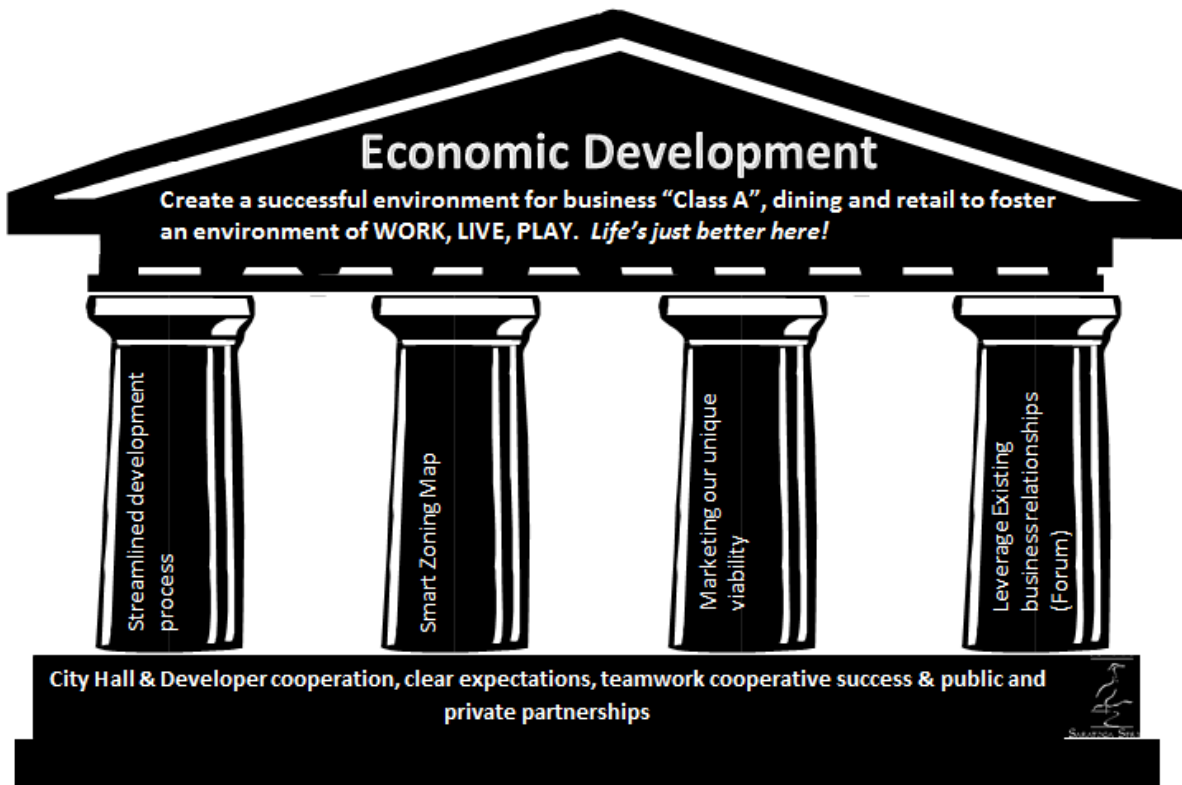 Economic Development
Create a successful environment for business “Class A”, dining and retail to foster
an environment of WORK, LIVE, PLAY. Life’s just better here!
Streamlined development
process
Smart Zoning Map
Marketing our unique
viability
Leverage Existing
business relationships
(Forum)
City Hall & Developer cooperation, clear expectations, teamwork cooperative success & public and
private partnerships
SARATOGA